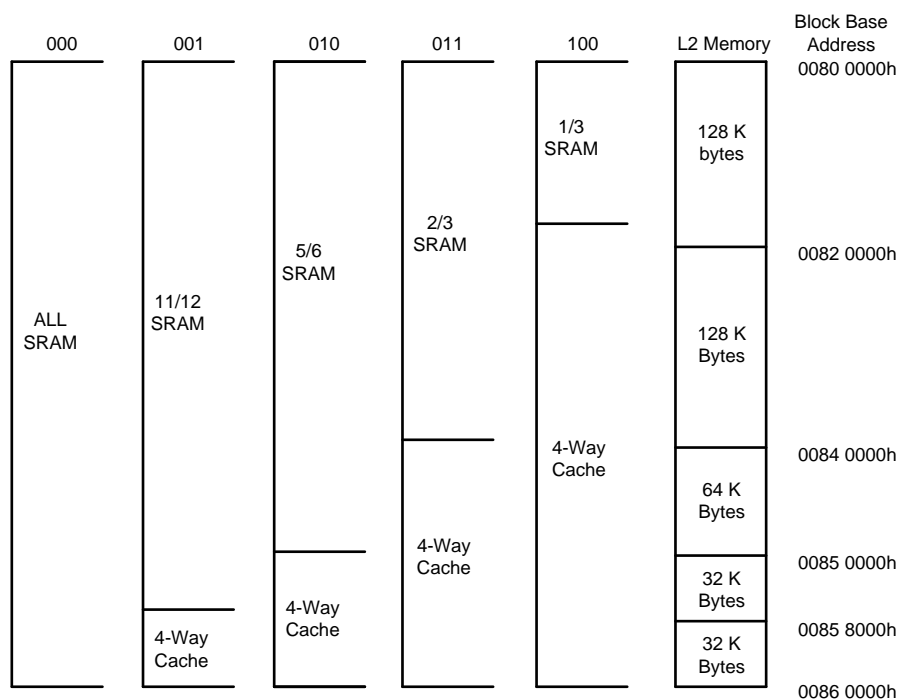 Block Base
Address
000 001 010 011 100 L2 Memory
0080 0000h
1/3
SRAM
128 K
bytes
2/3
SRAM
5/6
SRAM
0082 0000h
11/12
SRAM
ALL
SRAM
128 K
Bytes
4-Way
Cache
0084 0000h
64 K
Bytes
4-Way
Cache
0085 0000h
32 K
Bytes
4-Way
Cache
0085 8000h
4-Way
Cache
32 K
Bytes
0086 0000h